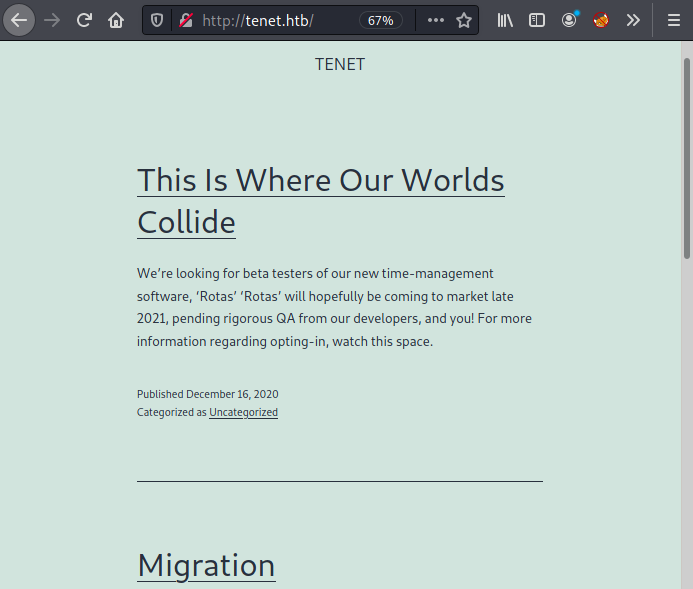 http://tenet.htb/
67%
TENET
This Is Where Our Worlds
Collide
We’re looking for beta testers of our new time-management
software, ‘Rotas’ ‘Rotas’ will hopefully be coming to market late
2021, pending rigorous QA from our developers, and you! For more
information regarding opting-in, watch this space.
Published December 16, 2020
Categorized as Uncategorized
Migration